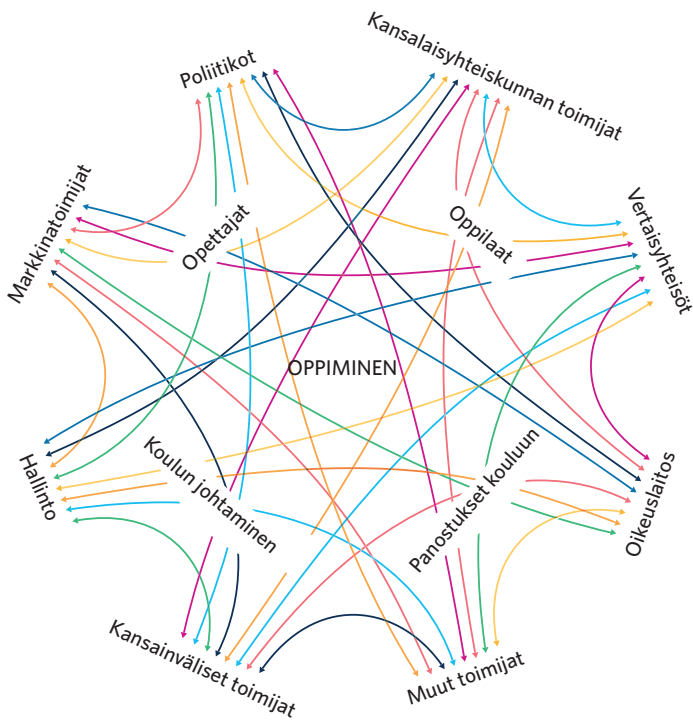 Poliitikot
Kansalaisyhteiskunnan toimijat
Markkinatoimijat
Opettajat
Oppilaat
Vertaisyhteisöt
OPPIMINEN
Hallinto
Koulun johtaminen
Panostukset kouluun
Oikeuslaitos
Kansainväliset toimijat
Muut toimijat